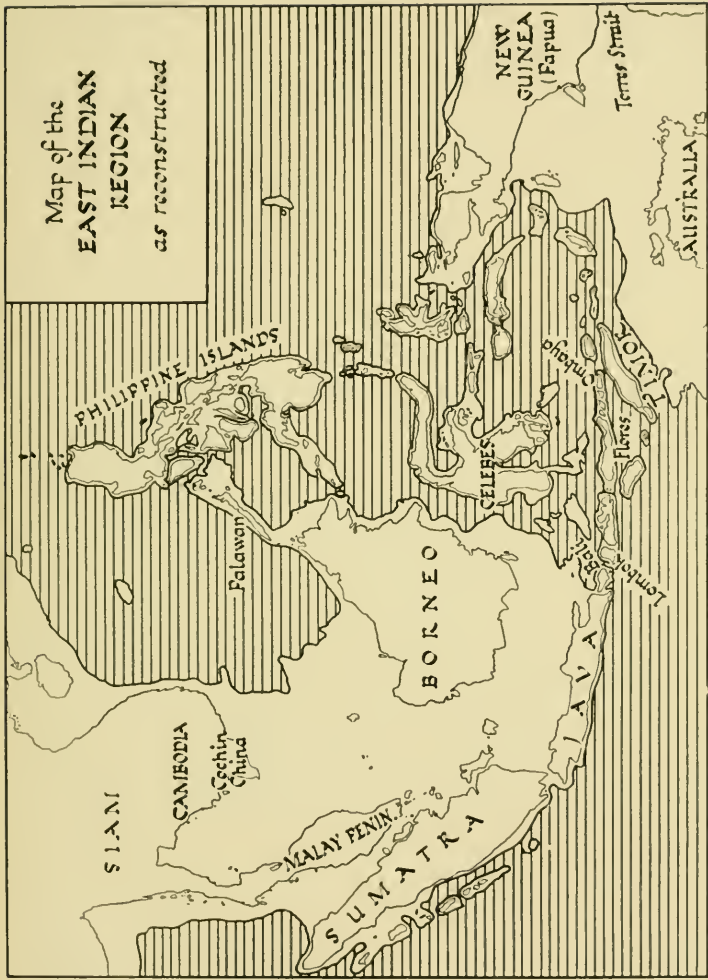 Map of the
EAST INDIAN
REGION
as reconstructed
PHILIPPINE ISLANDS
Palawan
SIAM
CAMBODIA
Cochin
China
MALAY PENIN.
SUMATRA
BORNEO
JAVA
Bali
Lombok
CELEBES
Flores
Ombaya
TIMOR
NEW
GUINEA
(Papua)
Torres Strait
AUSTRALIA